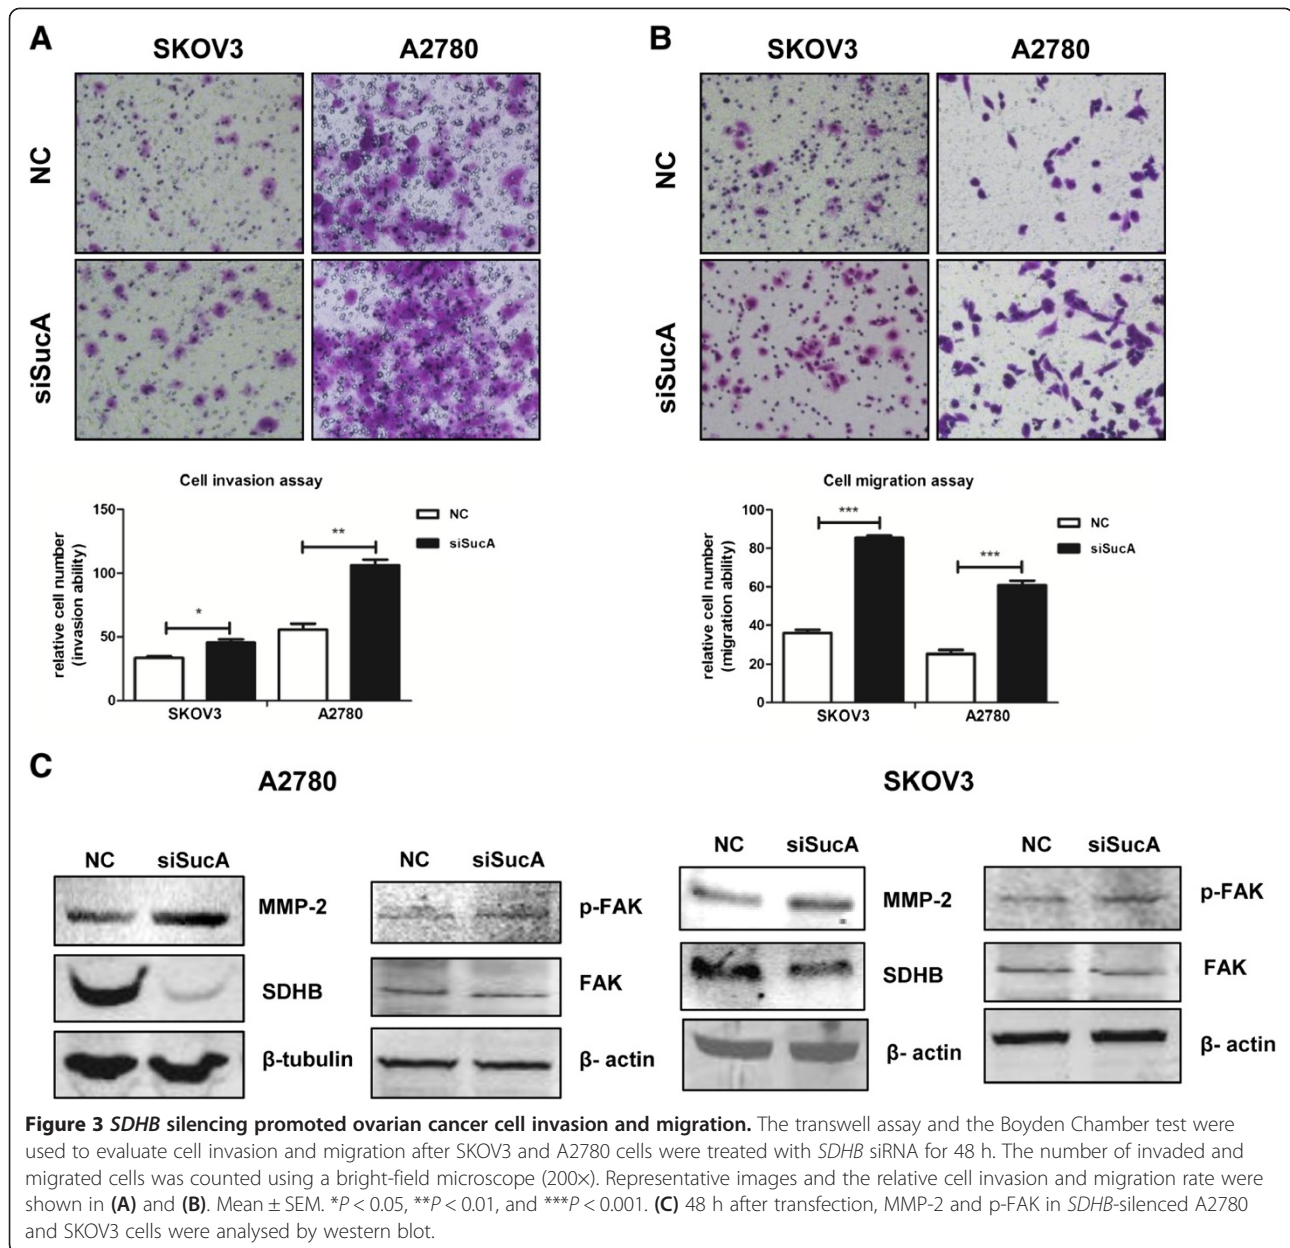 A
SKOV3
A2780
NC
siSucA
Cell invasion assay
relative cell number
(invasion ability)
150
100
50
0
*
**
NC
siSucA
SKOV3
A2780
B
SKOV3
A2780
NC
siSucA
Cell migration assay
relative cell number
(migration ability)
100
80
60
40
20
0
***
***
NC
siSucA
SKOV3
A2780
C
A2780
NC siSucA
MMP-2
SDHB
β-tubulin
NC siSucA
p-FAK
FAK
β- actin
SKOV3
NC siSucA
MMP-2
SDHB
β- actin
NC siSucA
p-FAK
FAK
β- actin
Figure 3 SDHB silencing promoted ovarian cancer cell invasion and migration. The transwell assay and the Boyden Chamber test were
used to evaluate cell invasion and migration after SKOV3 and A2780 cells were treated with SDHB siRNA for 48 h. The number of invaded and
migrated cells was counted using a bright-field microscope (200×). Representative images and the relative cell invasion and migration rate were
shown in (A) and (B). Mean ± SEM. *P < 0.05, **P < 0.01, and ***P < 0.001. (C) 48 h after transfection, MMP-2 and p-FAK in SDHB-silenced A2780
and SKOV3 cells were analysed by western blot.